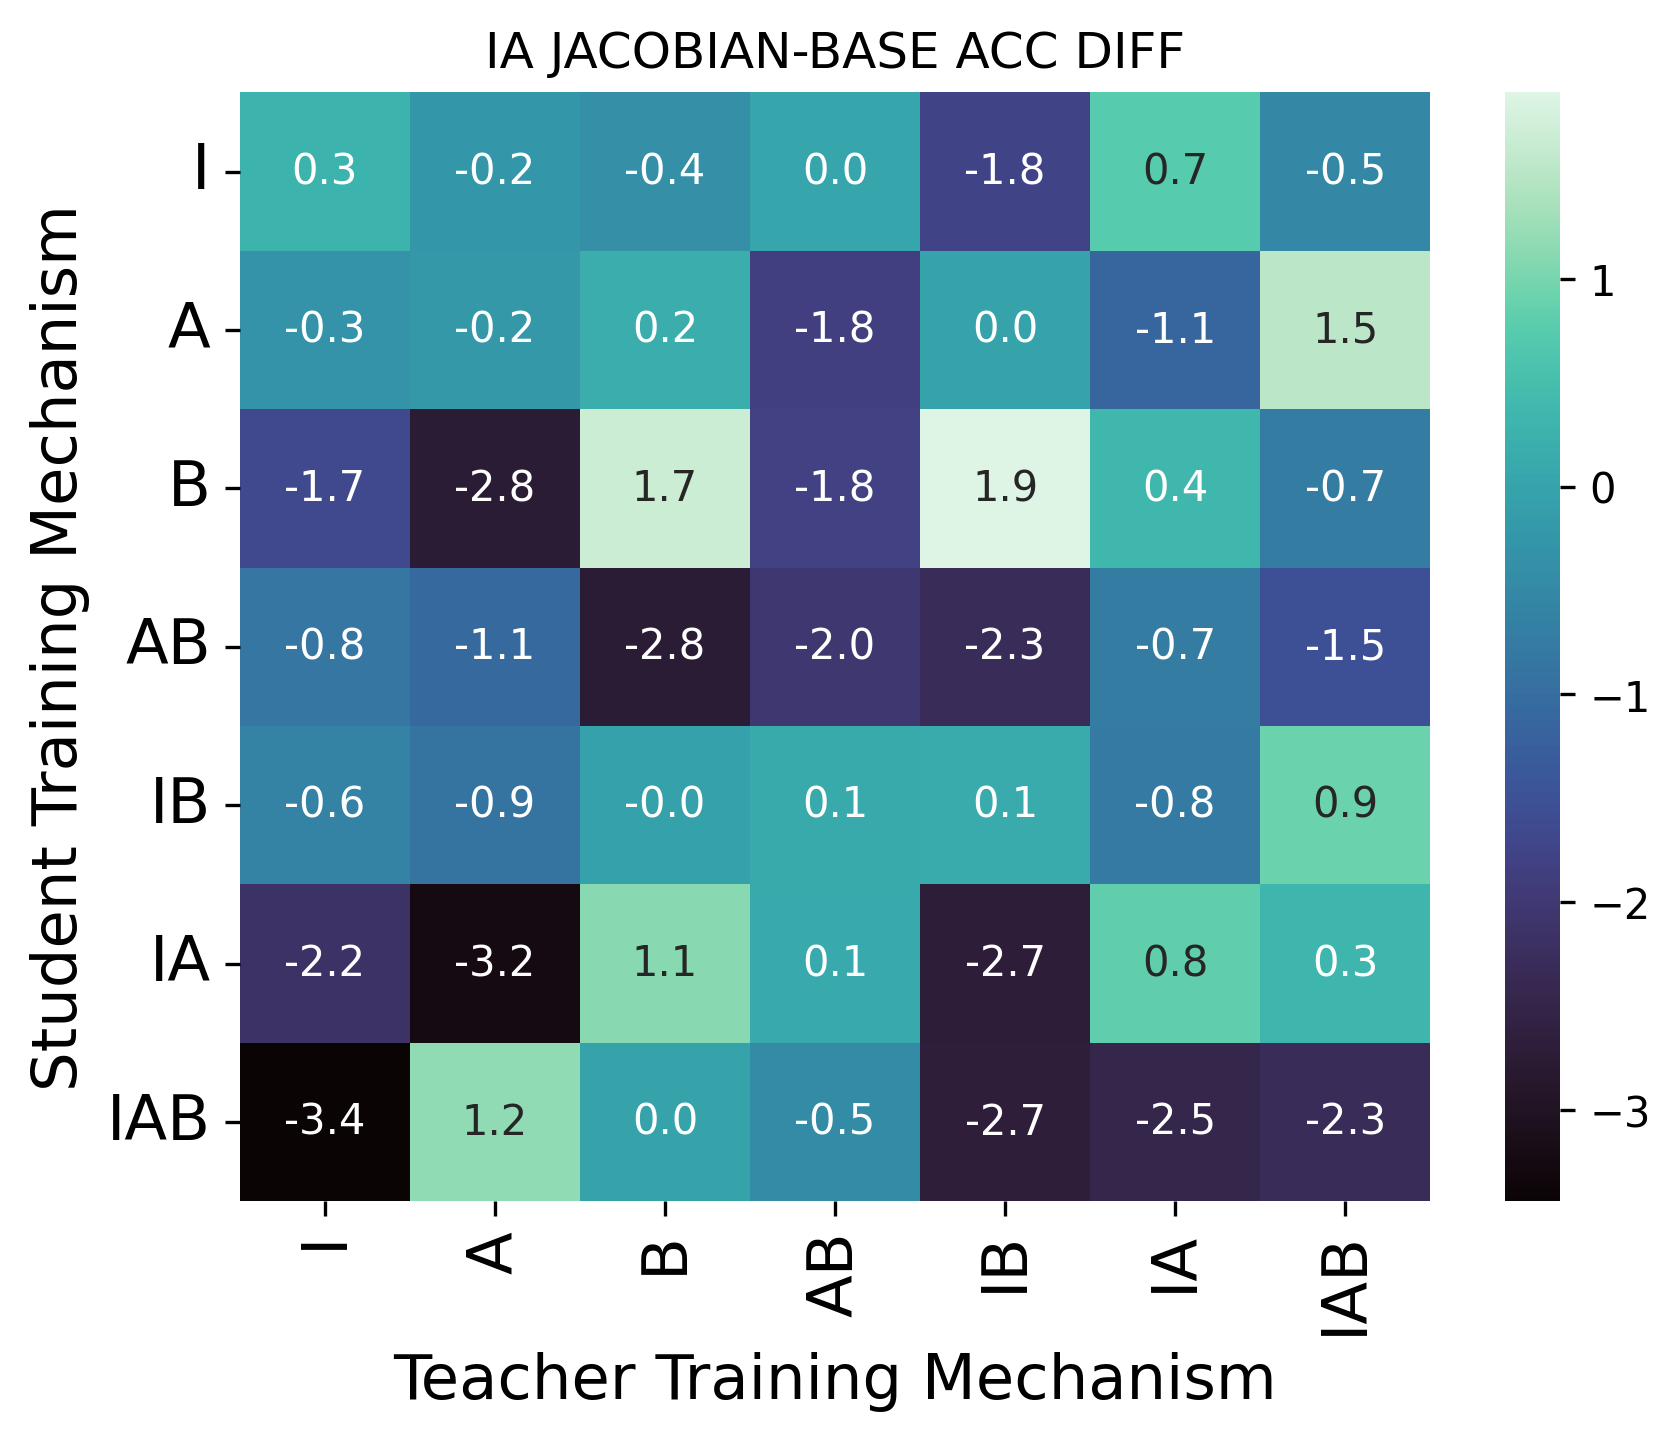 IA JACOBIAN-BASE ACC DIFF
Student Training Mechanism
I 0.3 -0.2 -0.4 0.0 -1.8 0.7 -0.5
A -0.3 -0.2 0.2 -1.8 0.0 -1.1 1.5
B -1.7 -2.8 1.7 -1.8 1.9 0.4 -0.7
AB -0.8 -1.1 -2.8 -2.0 -2.3 -0.7 -1.5
IB -0.6 -0.9 -0.0 0.1 0.1 -0.8 0.9
IA -2.2 -3.2 1.1 0.1 -2.7 0.8 0.3
IAB -3.4 1.2 0.0 -0.5 -2.7 -2.5 -2.3
I A B AB IB IA IAB
Teacher Training Mechanism
1
0
−1
−2
−3